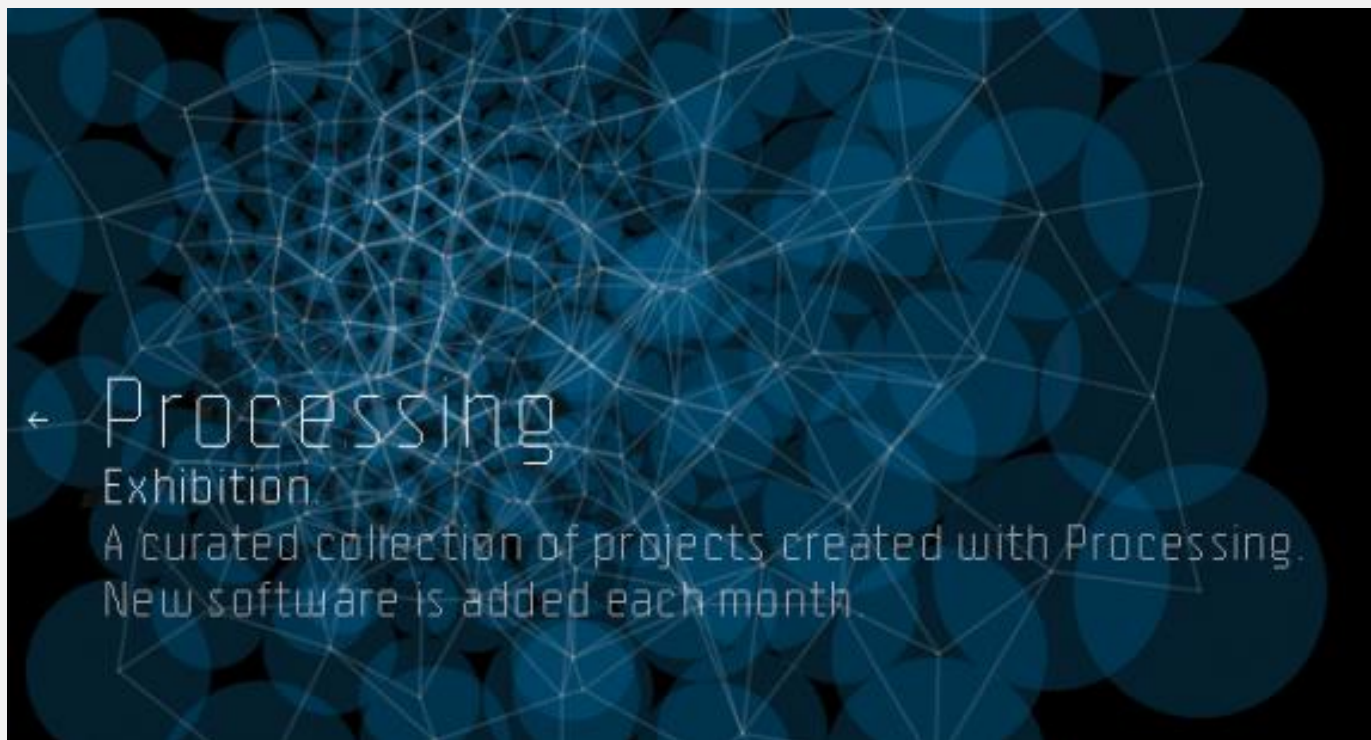 ← Processing
Exhibition.
A curated collection of projects created with Processing.
New software is added each month.